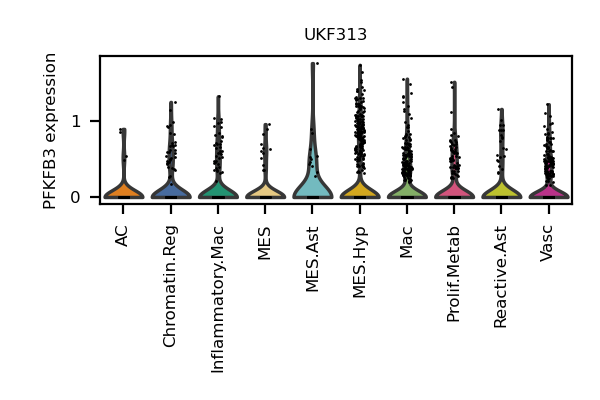 UKF313
PFKFB3 expression
1
0
AC
Chromatin.Reg
Inflammatory.Mac
MES
MES.Ast
MES.Hyp
Mac
Prolif.Metab
Reactive.Ast
Vasc